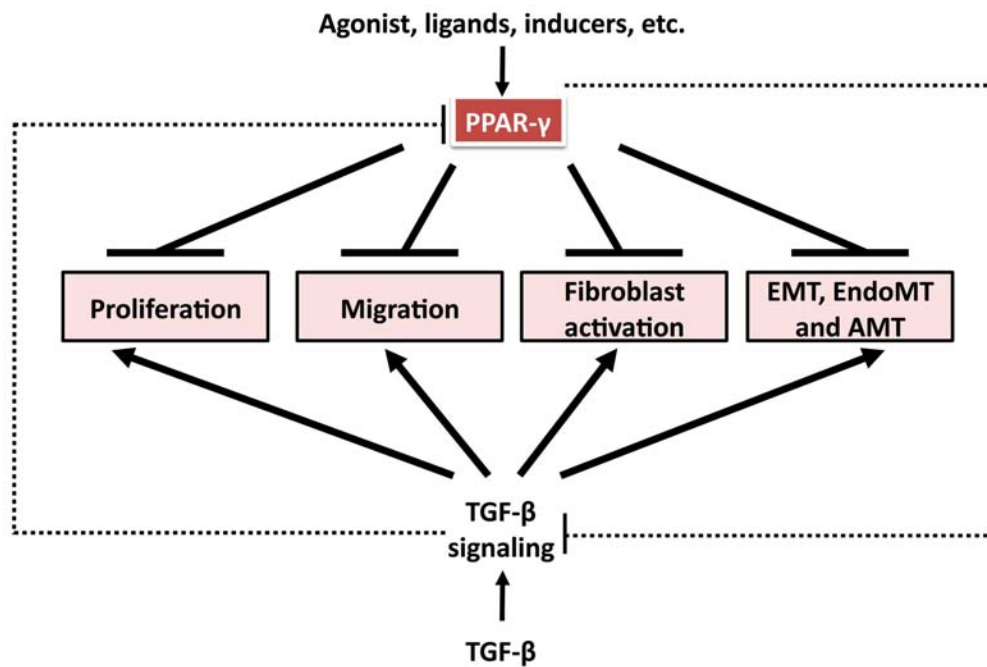 Agonist, ligands, inducers, etc.
PPAR-γ
Proliferation
Migration
Fibroblast
activation
EMT, EndoMT
and AMT
TGF-β
signaling
TGF-β